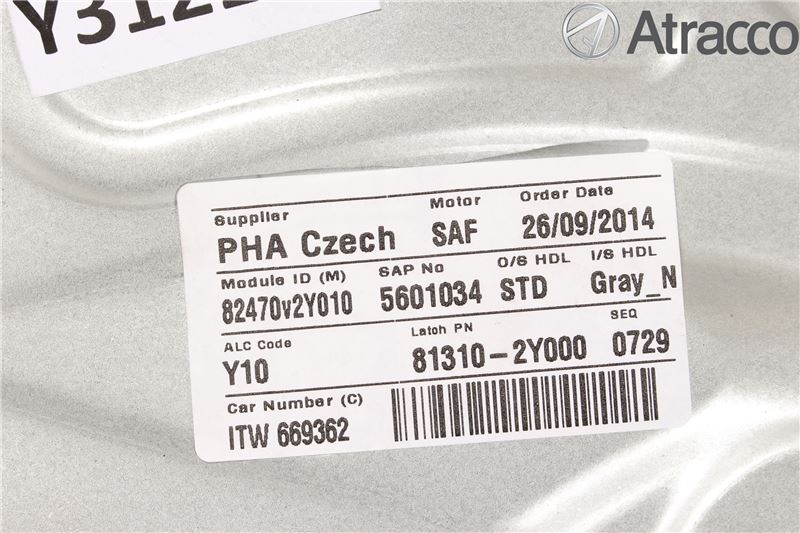 Atracco
Supplier Motor Order Date
PHA Czech SAF 26/09/2014
Module ID (M) SAP No O/S HDL I/S HDL
82470v2Y010 5601034 STD Gray_N
ALC Code Latch PN SEQ
Y10 81310-2Y000 0729
Car Number (C)
ITW 669362